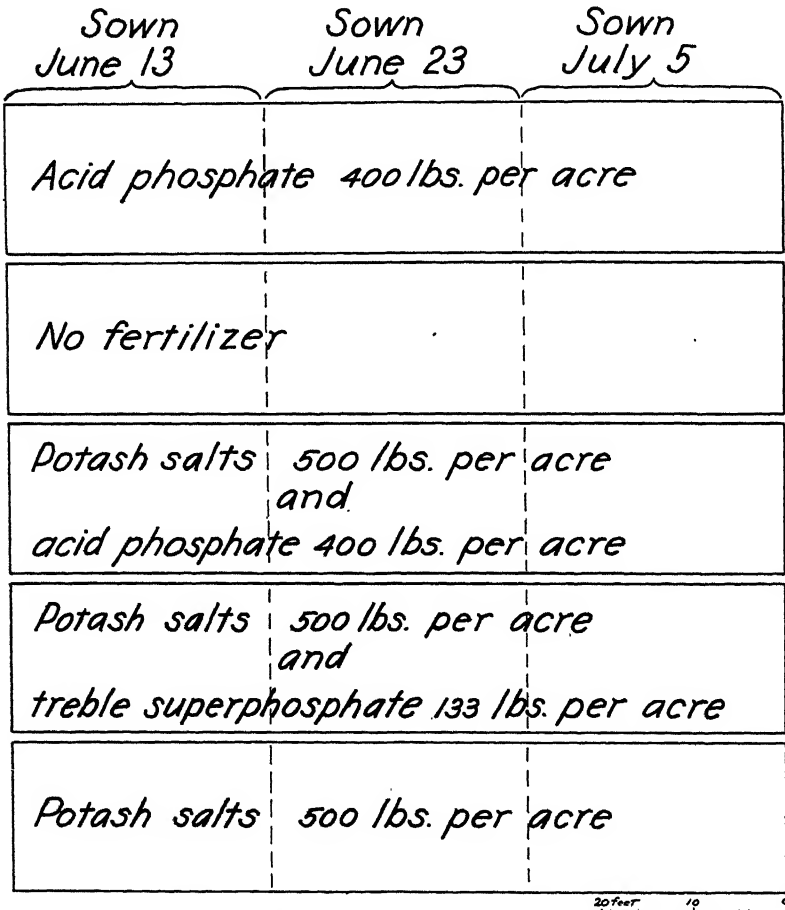 Sown June 13
Sown June 23
Sown July 5
Acid phosphate 400 lbs. per acre
No fertilizer
Potash salts 500 lbs. per acre
and
acid phosphate 400 lbs. per acre
Potash salts 500 lbs. per acre
and
treble superphosphate 133 lbs. per acre
Potash salts 500 lbs. per acre
20 feet 10